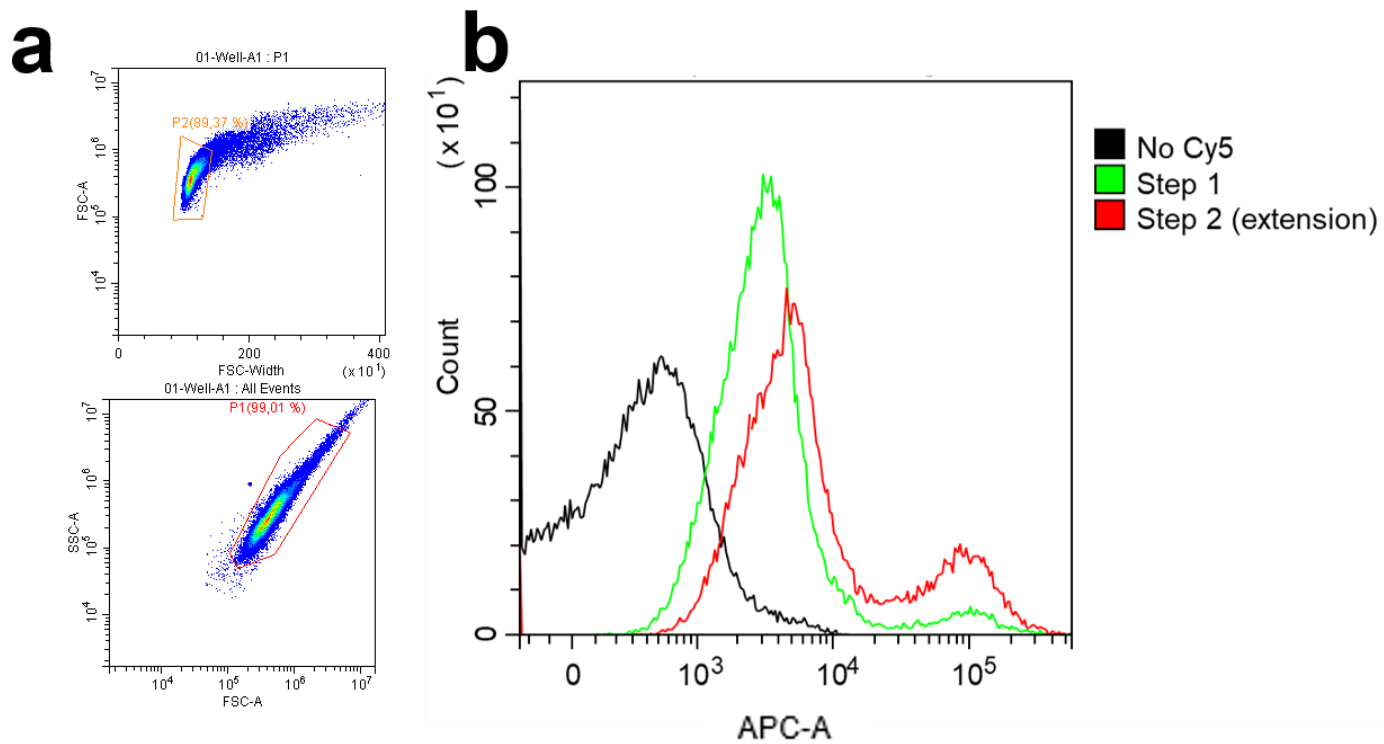 a
01-Well-A1 : P1
10⁷
10⁶
10⁵
10⁴
FSC-A
P2(89,37 %)
0 200 400
FSC-Width (x 10¹)
01-Well-A1 : All Events
P1(99,01 %)
10⁷
10⁶
10⁵
10⁴
SSC-A
10⁴ 10⁵ 10⁶ 10⁷
FSC-A
b
(x 10¹)
100
50
0
Count
0 10³ 10⁴ 10⁵
APC-A
No Cy5
Step 1
Step 2 (extension)